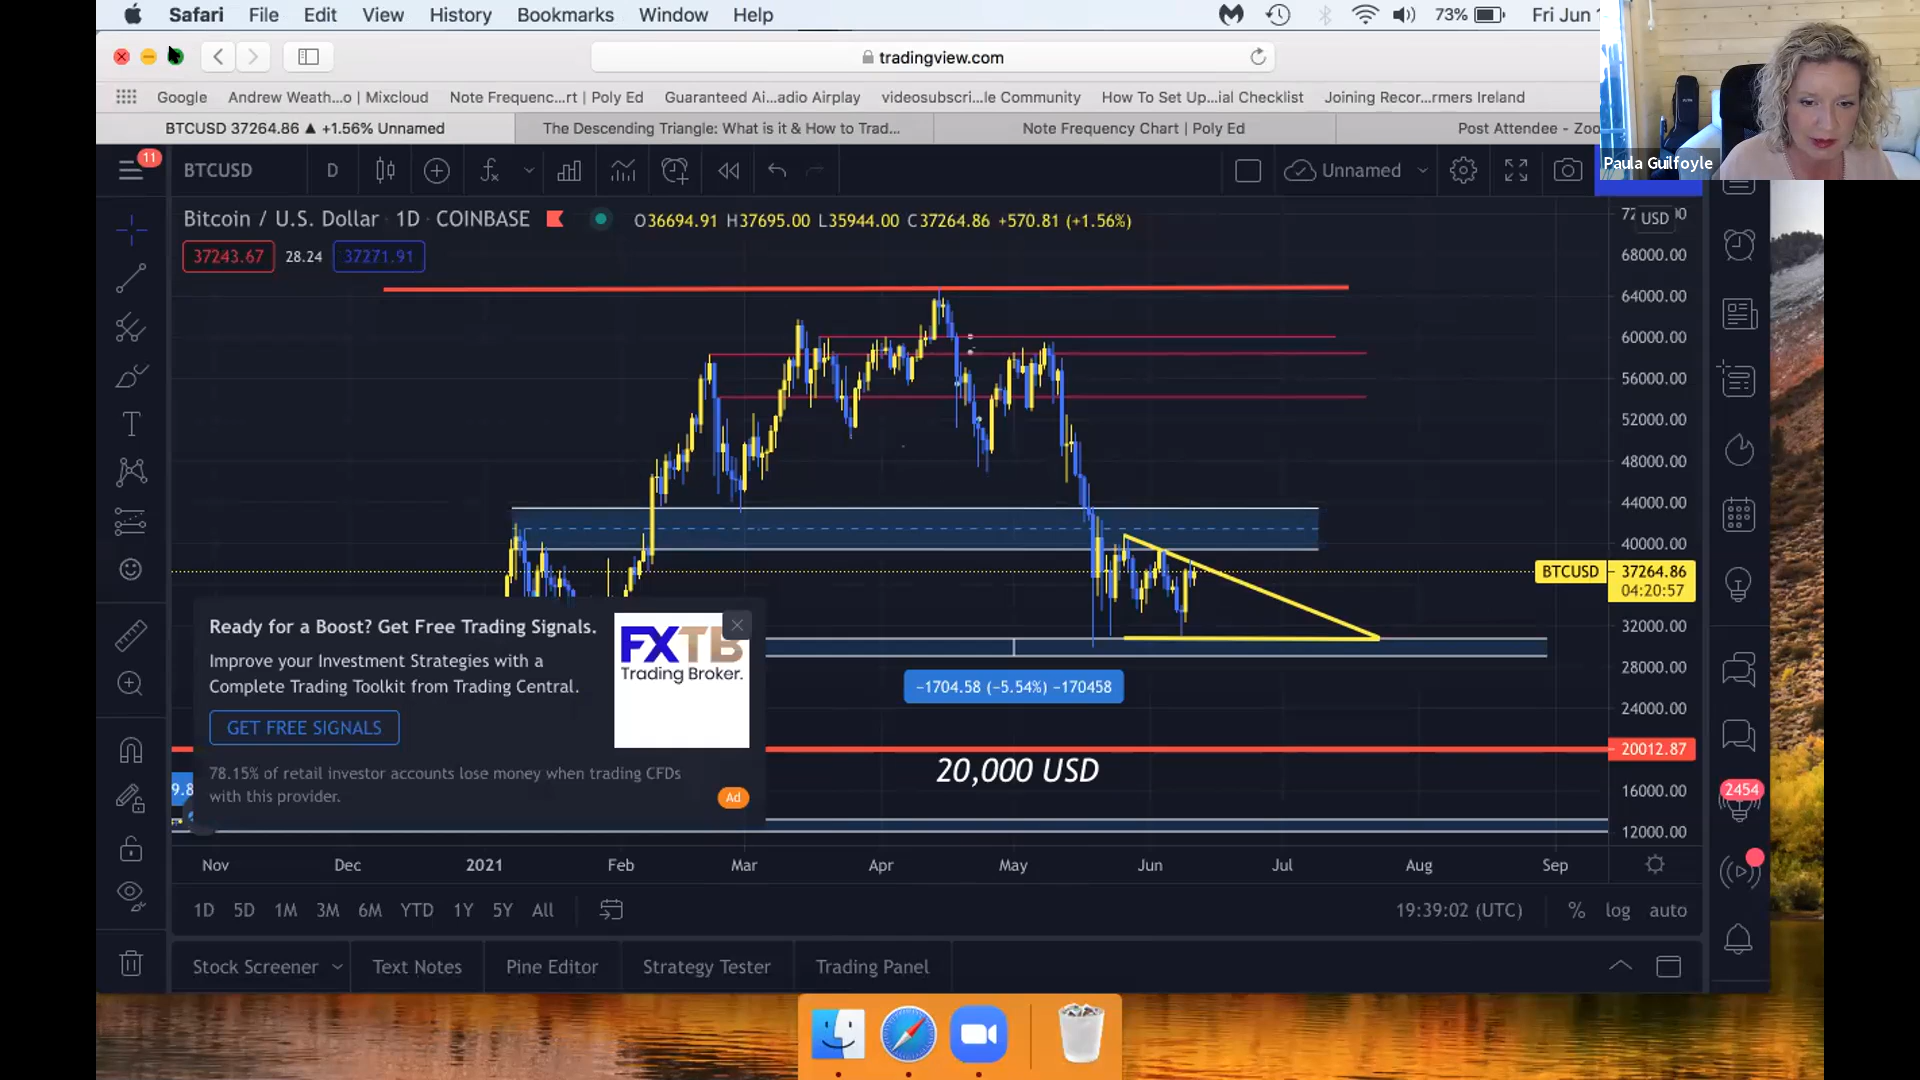 Safari File Edit View History Bookmarks Window Help 73% Fri Jun
tradingview.com
Google Andrew Weath...o | Mixcloud Note Frequenc...rt | Poly Ed Guaranteed Ai...adio Airplay videosubscri...le Community How To Set Up...ial Checklist Joining Recor...rmers Ireland
BTCUSD 37264.86 ▲ +1.56% Unnamed The Descending Triangle: What is it & How to Trad... Note Frequency Chart | Poly Ed Post Attendee - Zoo
Paula Guilfoyle
11 BTCUSD D Unnamed
Bitcoin / U.S. Dollar 1D COINBASE O36694.91 H37695.00 L35944.00 C37264.86 +570.81 (+1.56%)
USD
37243.67 28.24 37271.91
68000.00
64000.00
60000.00
56000.00
52000.00
48000.00
44000.00
40000.00
BTCUSD 37264.86
04:20:57
32000.00
28000.00
24000.00
20012.87
16000.00
12000.00
Ready for a Boost? Get Free Trading Signals.
Improve your Investment Strategies with a
Complete Trading Toolkit from Trading Central.
GET FREE SIGNALS
78.15% of retail investor accounts lose money when trading CFDs
with this provider.
Ad
FXTB
Trading Broker.
−1704.58 (−5.54%) −170458
20,000 USD
9.8
2454
Nov Dec 2021 Feb Mar Apr May Jun Jul Aug Sep
1D 5D 1M 3M 6M YTD 1Y 5Y All 19:39:02 (UTC) % log auto
Stock Screener Text Notes Pine Editor Strategy Tester Trading Panel